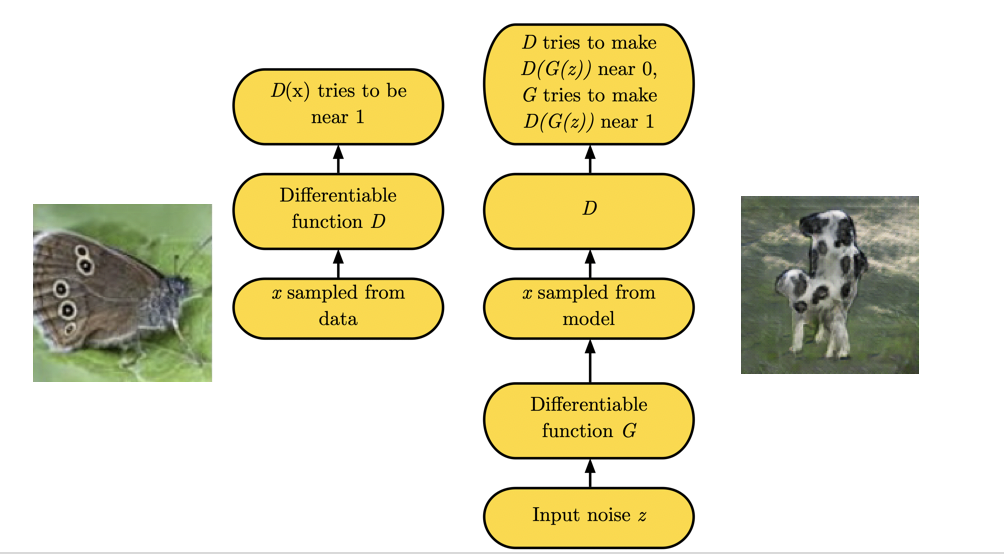 D(x) tries to be
near 1
Differentiable
function D
x sampled from
data
D tries to make
D(G(z)) near 0,
G tries to make
D(G(z)) near 1
D
x sampled from
model
Differentiable
function G
Input noise z